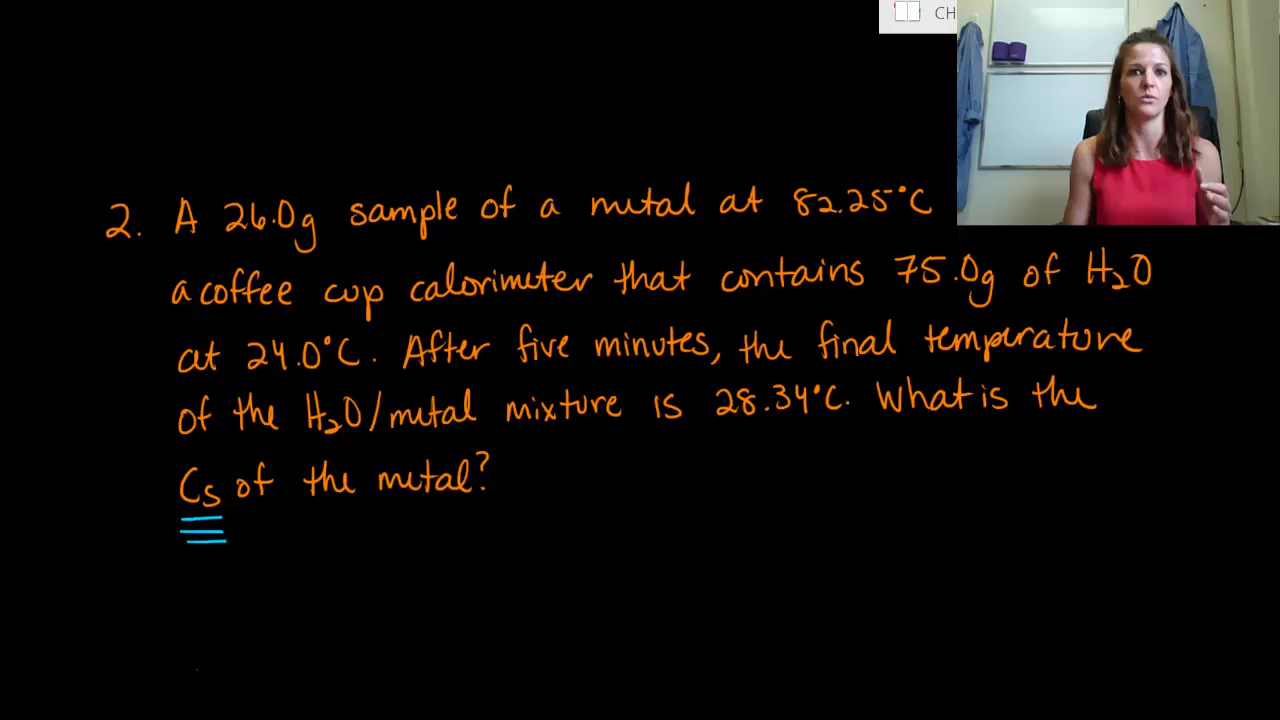 CH
2. A 26.0g sample of a metal at 82.25°C
a coffee cup calorimeter that contains 75.0g of H₂O
at 24.0°C. After five minutes, the final temperature
of the H₂O/metal mixture is 28.34°C. What is the
Cs of the metal?